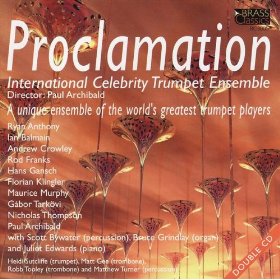 BRASS
Classics
Proclamation
International Celebrity Trumpet Ensemble
Director: Paul Archibald
A unique ensemble of the world's greatest trumpet players
Ryan Anthony
Ian Balmain
Andrew Crowley
Rod Franks
Hans Gansch
Florian Klingler
Maurice Murphy
Gábor Tarkövi
Nicholas Thompson
Paul Archibald
with Scott Bywater (percussion), Bruce Grindlay (organ)
and Juliet Edwards (piano)
Heidi Sutcliffe (trumpet), Matt Gee (trombone),
Robb Tooley (trombone) and Matthew Turner (percussion)
DOUBLE CD